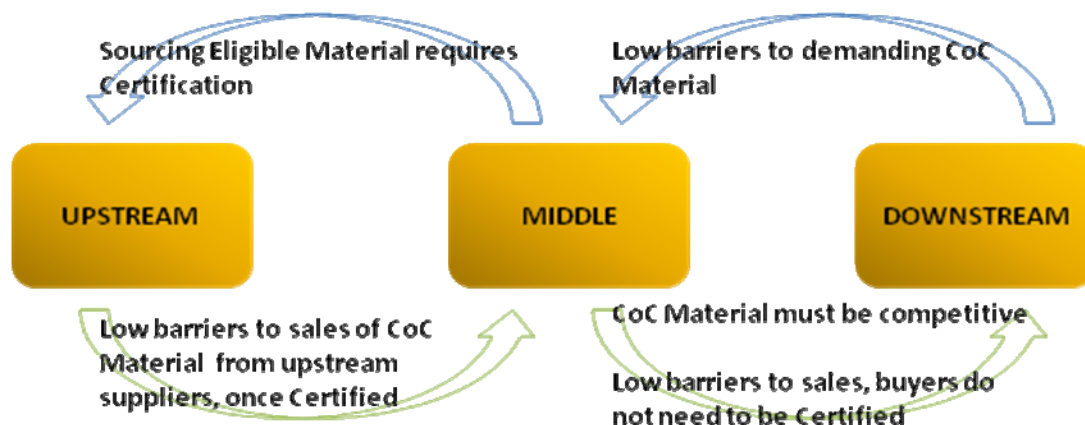 Sourcing Eligible Material requires
Certification
Low barriers to demanding CoC
Material
UPSTREAM
MIDDLE
DOWNSTREAM
Low barriers to sales of CoC
Material from upstream
suppliers, once Certified
CoC Material must be competitive
Low barriers to sales, buyers do
not need to be Certified